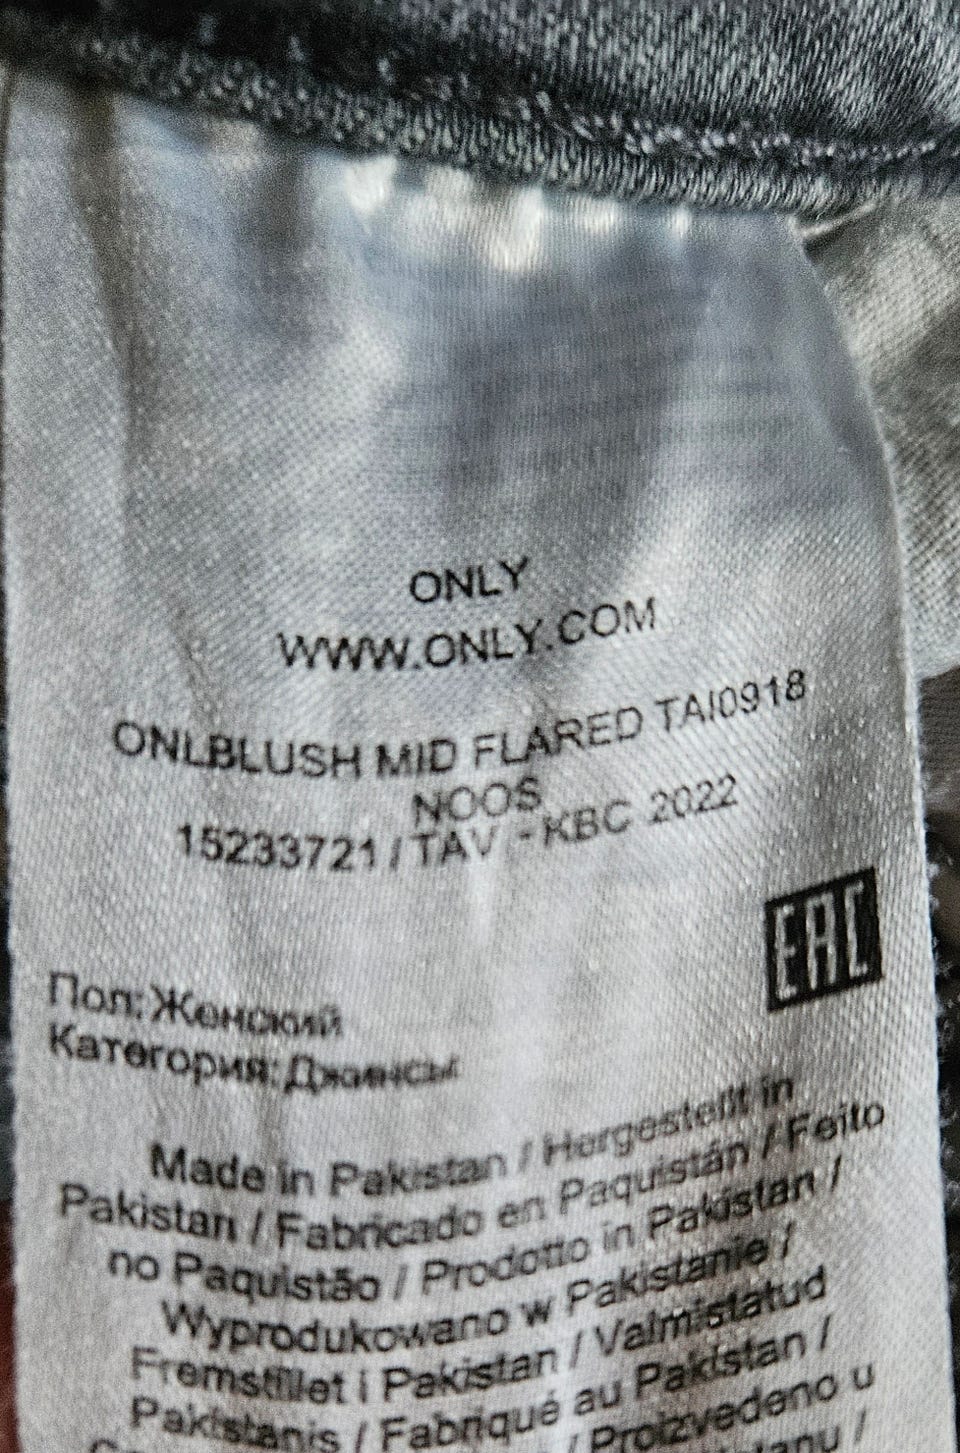 ONLY
WWW.ONLY.COM
ONLBLUSH MID FLARED TAI0918
NOOS
15233721 / TAV - KBC 2022
EAC
Пол: Женский
Категория: Джинсы
Made in Pakistan / Hergestellt in
Pakistan / Fabricado en Paquistán / Feito
no Paquistão / Prodotto in Pakistan /
Wyprodukowano w Pakistanie /
Fremstillet i Pakistan / Valmistatud
Pakistanis / Fabriqué au Pakistan /
/ Proizvedeno u